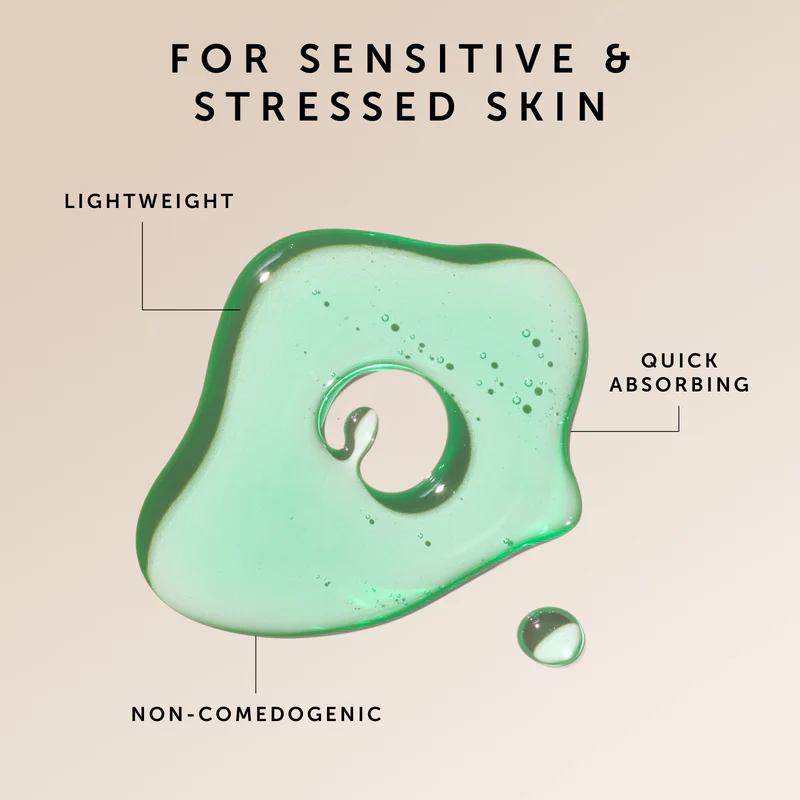 FOR SENSITIVE &
STRESSED SKIN
LIGHTWEIGHT
QUICK
ABSORBING
NON-COMEDOGENIC